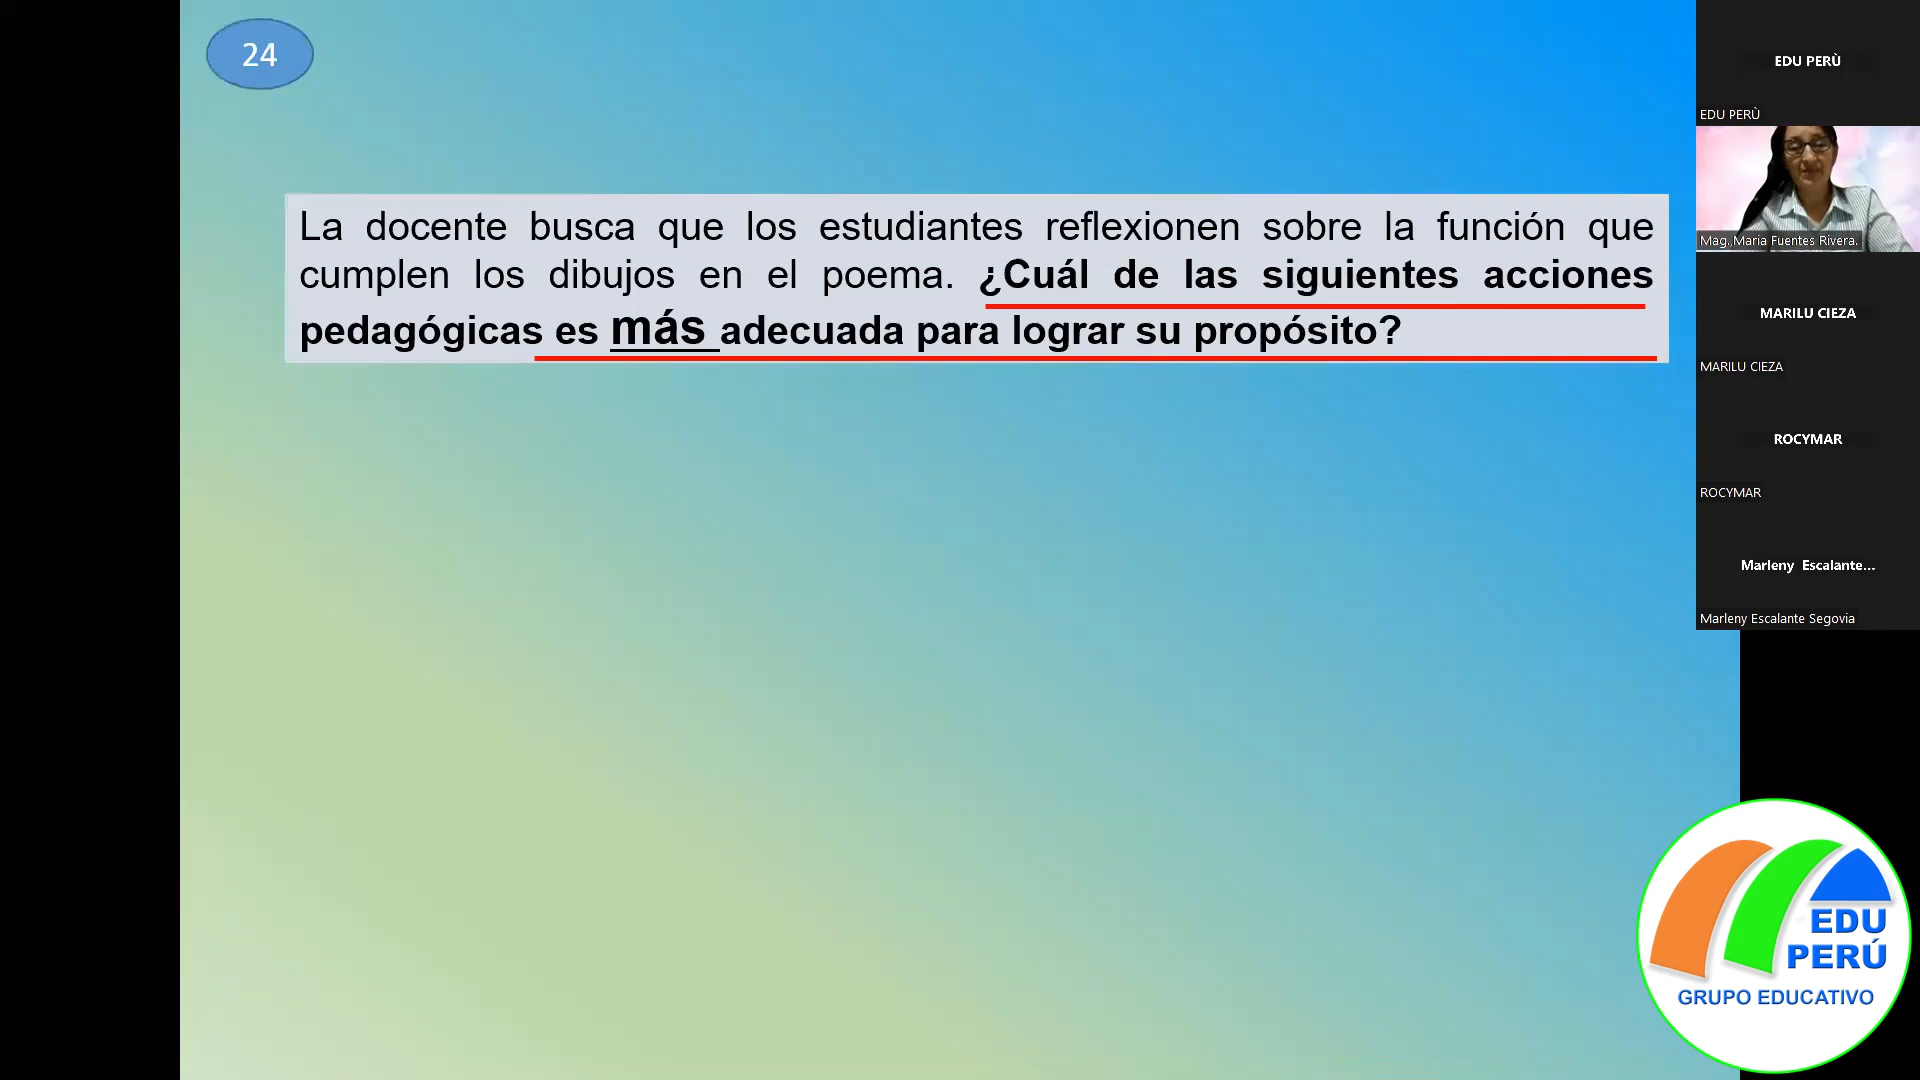 24
La docente busca que los estudiantes reflexionen sobre la función que
cumplen los dibujos en el poema. ¿Cuál de las siguientes acciones
pedagógicas es más adecuada para lograr su propósito?
EDU PERÙ
EDU PERÙ
Mag. Maria Fuentes Rivera.
MARILU CIEZA
MARILU CIEZA
ROCYMAR
ROCYMAR
Marleny Escalante...
Marleny Escalante Segovia
EDU
PERÚ
GRUPO EDUCATIVO